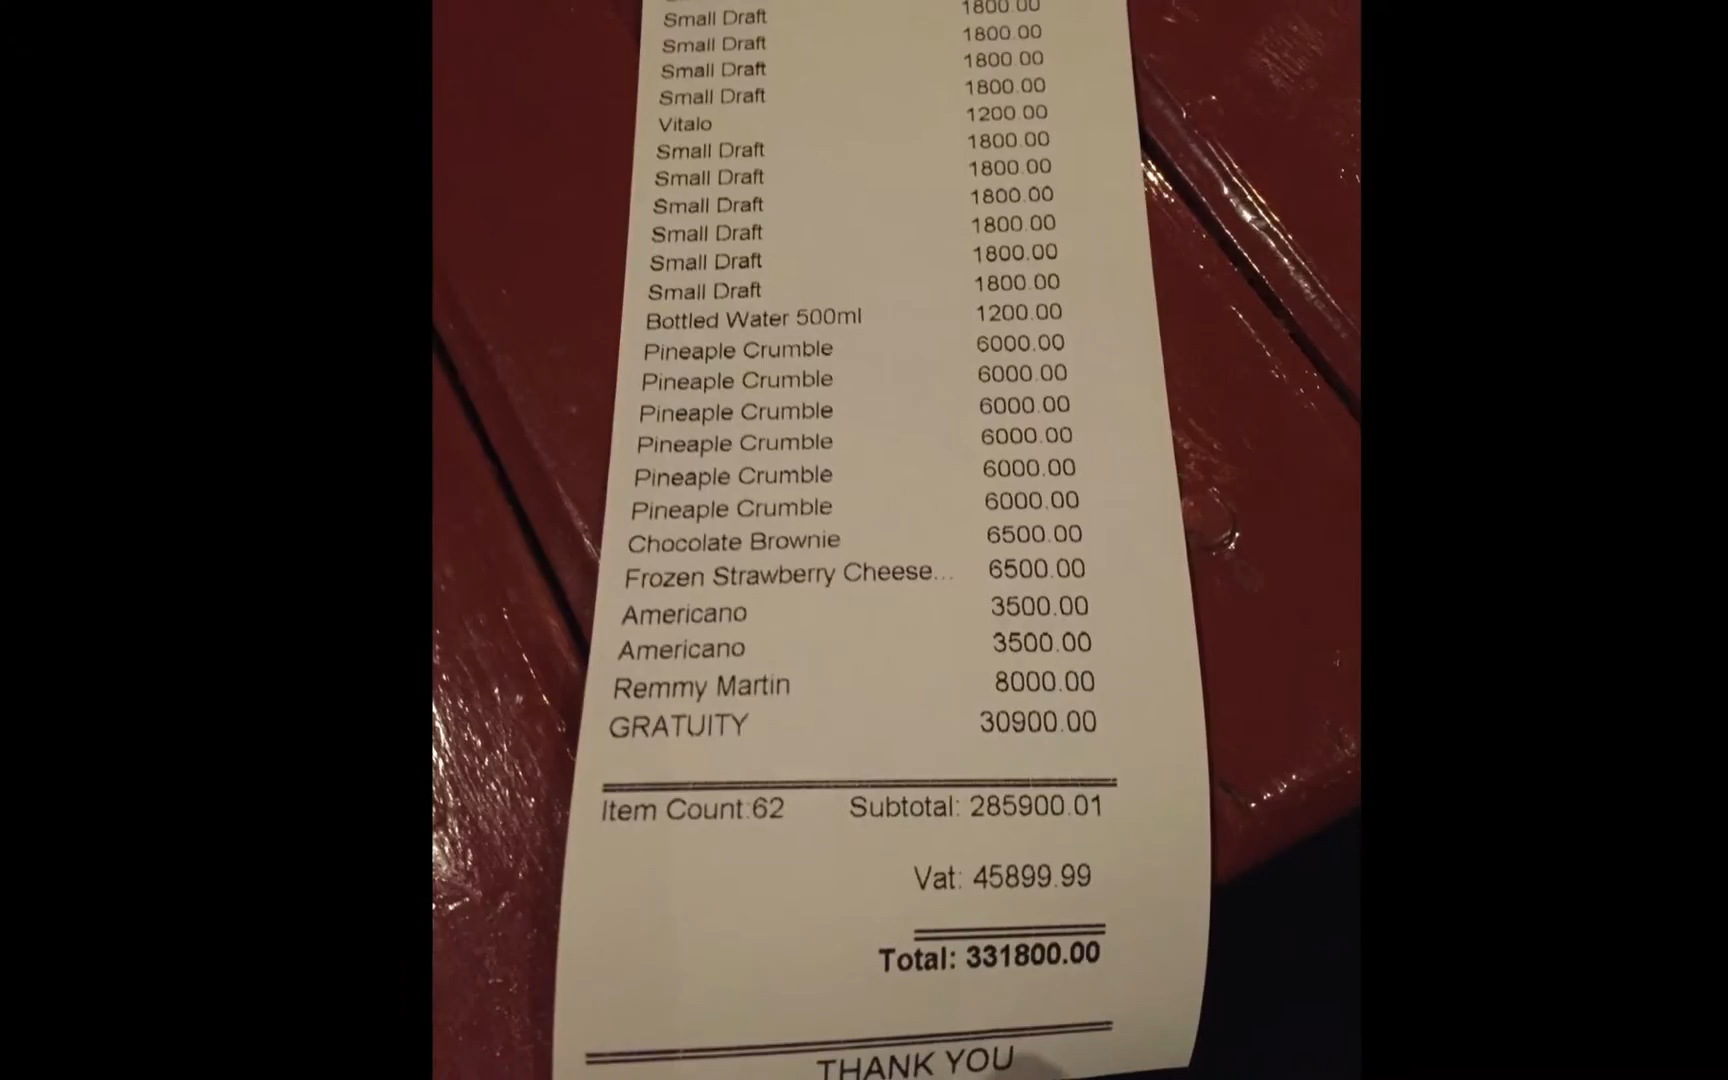 Small Draft 1800.00
Small Draft 1800.00
Small Draft 1800.00
Small Draft 1800.00
Vitalo 1200.00
Small Draft 1800.00
Small Draft 1800.00
Small Draft 1800.00
Small Draft 1800.00
Small Draft 1800.00
Small Draft 1800.00
Bottled Water 500ml 1200.00
Pineaple Crumble 6000.00
Pineaple Crumble 6000.00
Pineaple Crumble 6000.00
Pineaple Crumble 6000.00
Pineaple Crumble 6000.00
Pineaple Crumble 6000.00
Chocolate Brownie 6500.00
Frozen Strawberry Cheese... 6500.00
Americano 3500.00
Americano 3500.00
Remmy Martin 8000.00
GRATUITY 30900.00
Item Count:62 Subtotal: 285900.01
Vat: 45899.99
Total: 331800.00
THANK YOU